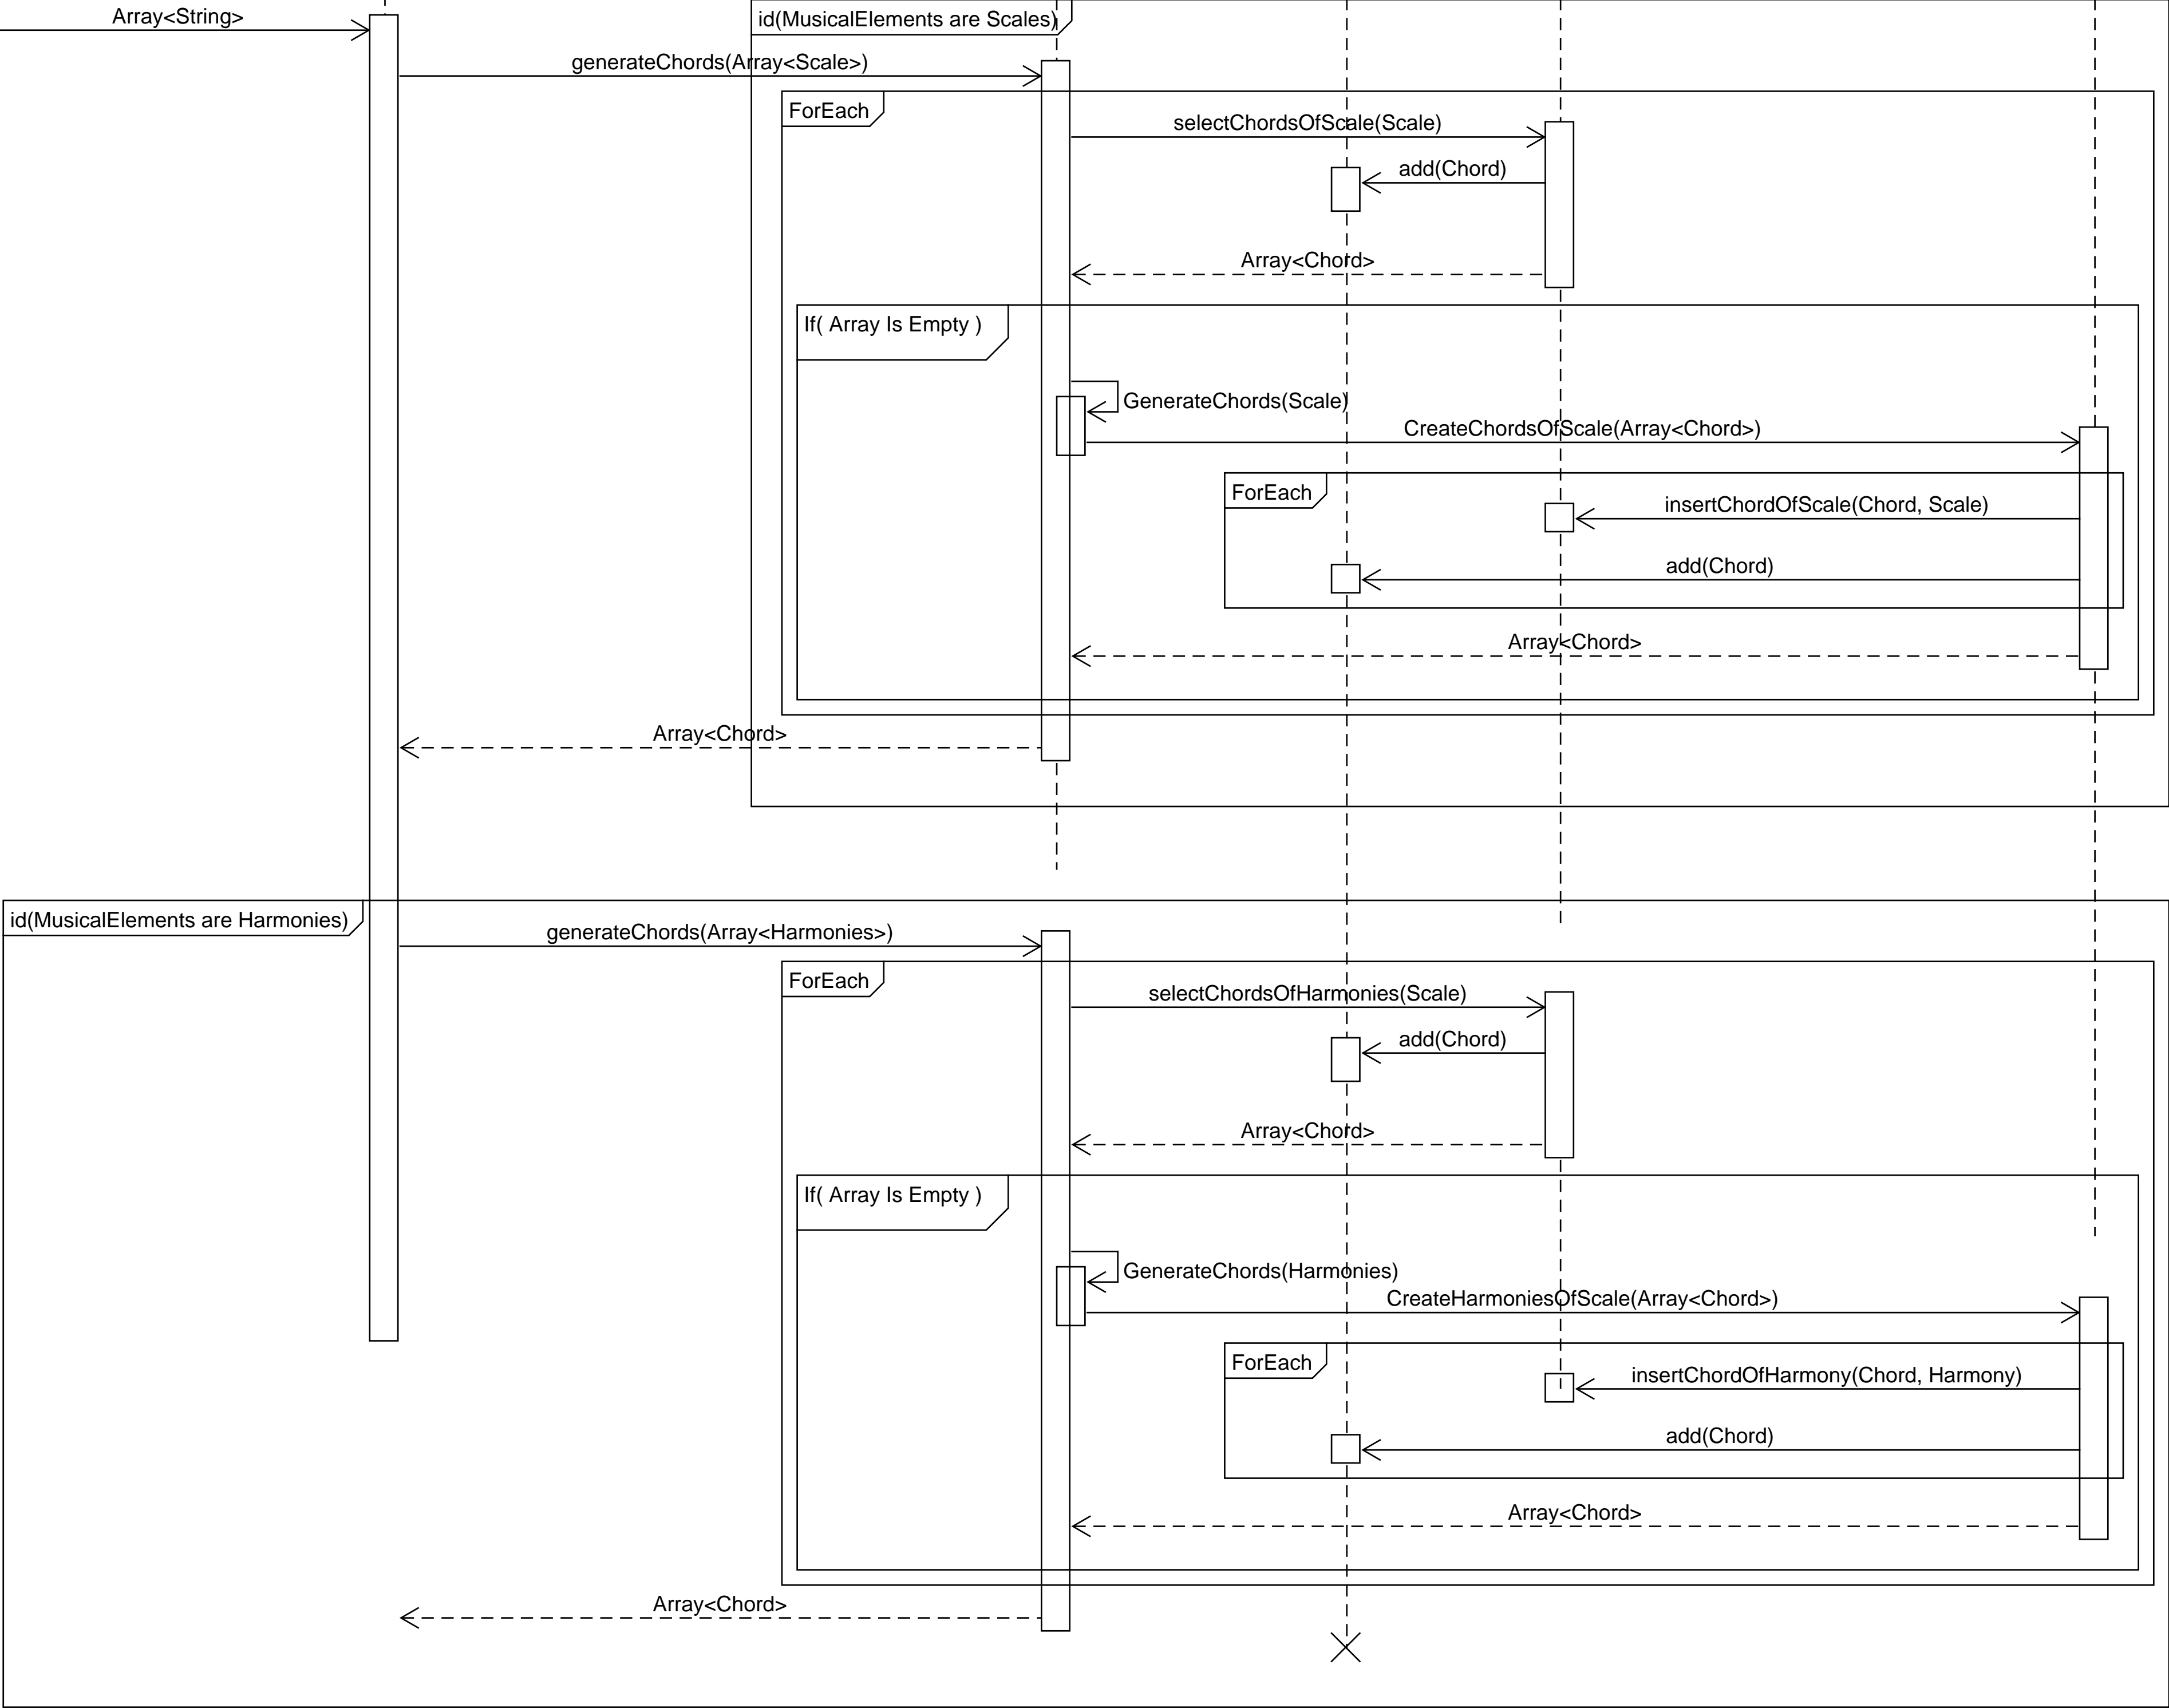 Array<String>
id(MusicalElements are Scales)
generateChords(Array<Scale>)
ForEach
selectChordsOfScale(Scale)
add(Chord)
Array<Chord>
If( Array Is Empty )
GenerateChords(Scale)
CreateChordsOfScale(Array<Chord>)
ForEach
insertChordOfScale(Chord, Scale)
add(Chord)
Array<Chord>
Array<Chord>
id(MusicalElements are Harmonies)
generateChords(Array<Harmonies>)
ForEach
selectChordsOfHarmonies(Scale)
add(Chord)
Array<Chord>
If( Array Is Empty )
GenerateChords(Harmonies)
CreateHarmoniesOfScale(Array<Chord>)
ForEach
insertChordOfHarmony(Chord, Harmony)
add(Chord)
Array<Chord>
Array<Chord>